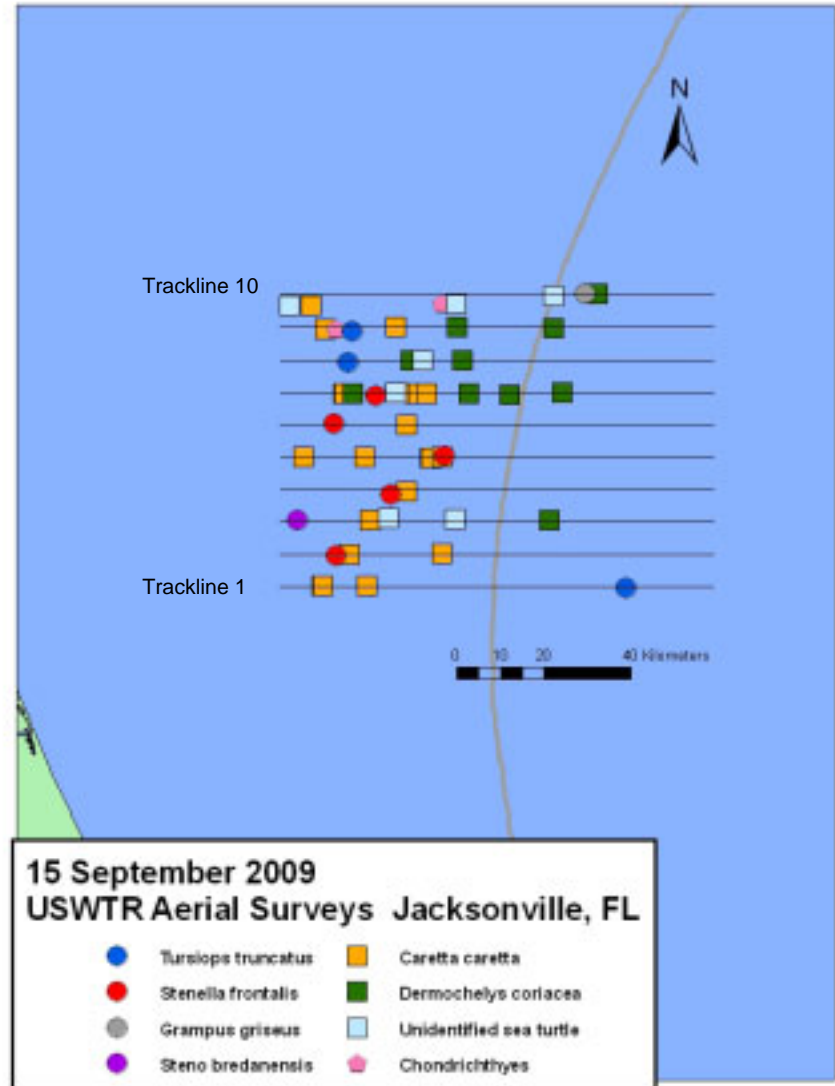 N
Trackline 10
Trackline 1
0 10 20 40 Kilometers
15 September 2009
USWTR Aerial Surveys Jacksonville, FL
Tursiops truncatus
Caretta caretta
Stenella frontalis
Dermochelys coriacea
Grampus griseus
Unidentified sea turtle
Steno bredanensis
Chondrichthyes